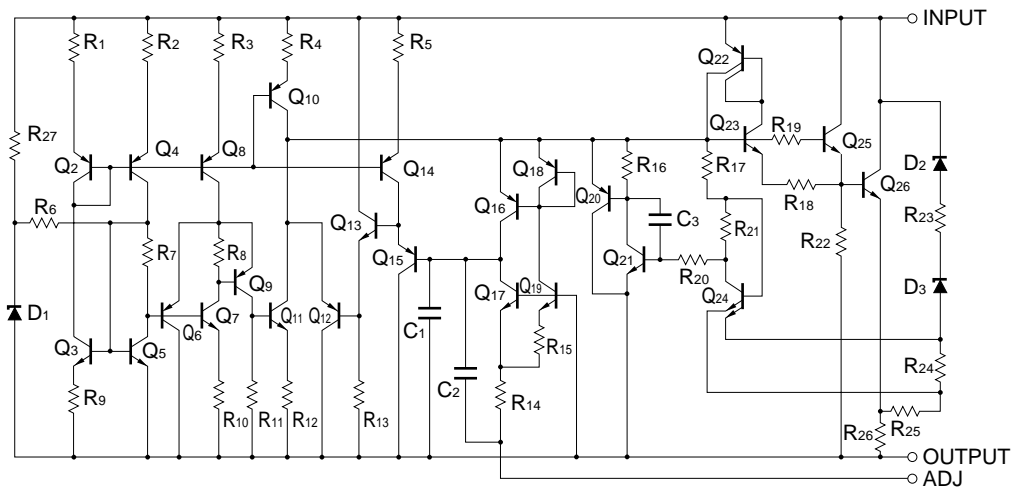 INPUT
R1 R2 R3 R4 R5
Q22
Q10
R27
Q23 R19
Q25
Q2 Q4 Q8
Q14
Q18
R16 R17
D2
Q26
R6
Q16
Q20
R18
Q13
C3
R21
R23
R7 R8
Q15
R22
Q9
Q21
R20
D1
Q17 Q19
Q24
D3
Q6 Q7
Q11 Q12
C1
Q3 Q5
R15
C2
R24
R9
R10 R11 R12 R13
R14
R26 R25
OUTPUT
ADJ